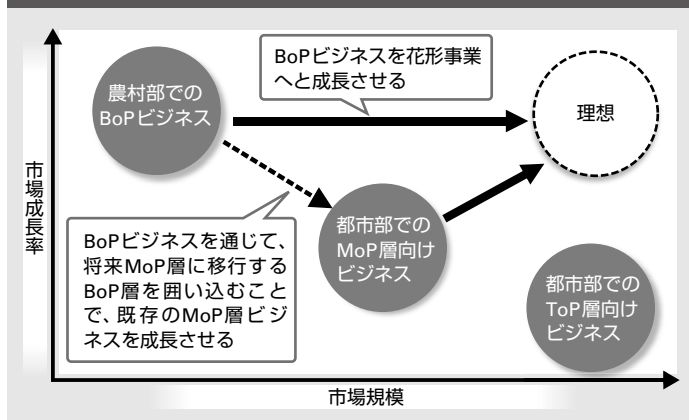 BoPビジネスを花形事業
へと成長させる
農村部での
BoPビジネス
理想
市場成長率
都市部での
MoP層向け
ビジネス
BoPビジネスを通じて、
将来MoP層に移行する
BoP層を囲い込むこと
で、既存のMoP層ビジ
ネスを成長させる
都市部での
ToP層向け
ビジネス
市場規模